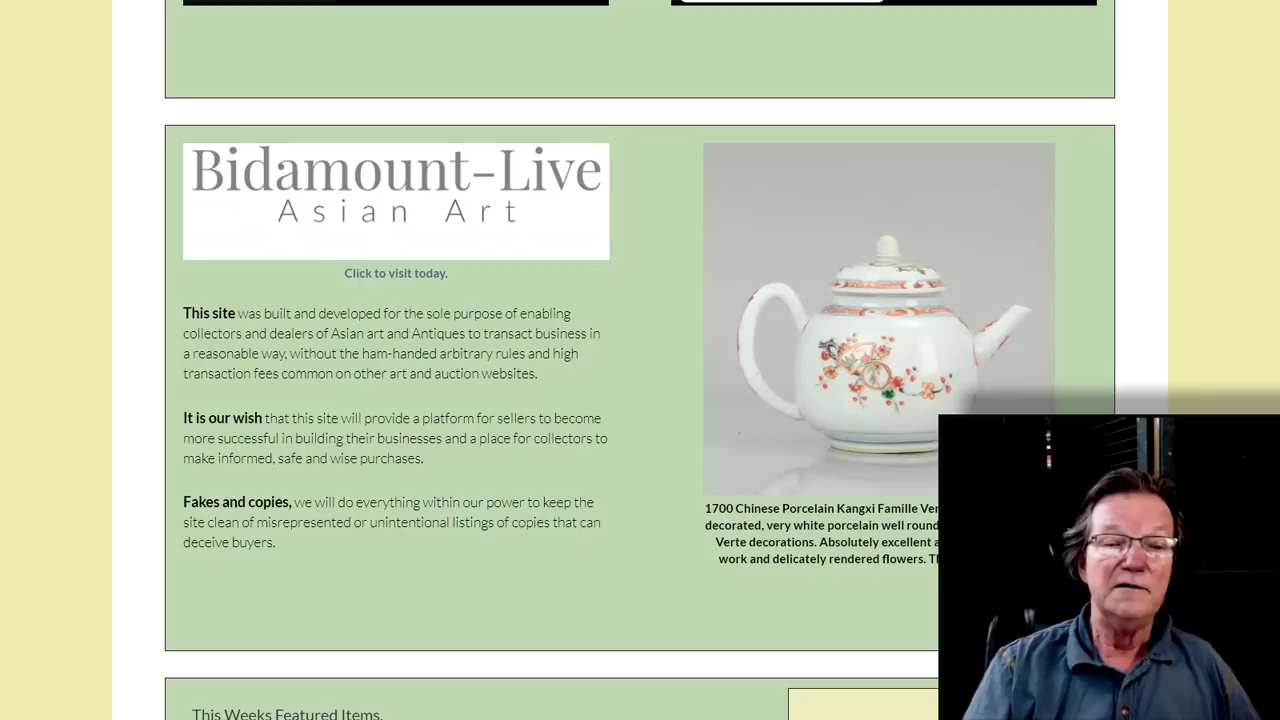 Bidamount-Live
Asian Art
Click to visit today.
This site was built and developed for the sole purpose of enabling
collectors and dealers of Asian art and Antiques to transact business in
a reasonable way, without the ham-handed arbitrary rules and high
transaction fees common on other art and auction websites.
It is our wish that this site will provide a platform for sellers to become
more successful in building their businesses and a place for collectors to
make informed, safe and wise purchases.
Fakes and copies, we will do everything within our power to keep the
site clean of misrepresented or unintentional listings of copies that can
deceive buyers.
1700 Chinese Porcelain Kangxi Famille
decorated, very white porcelain well
Verte decorations. Absolutely excellent
work and delicately rendered flowers.
This Weeks Featured Items.